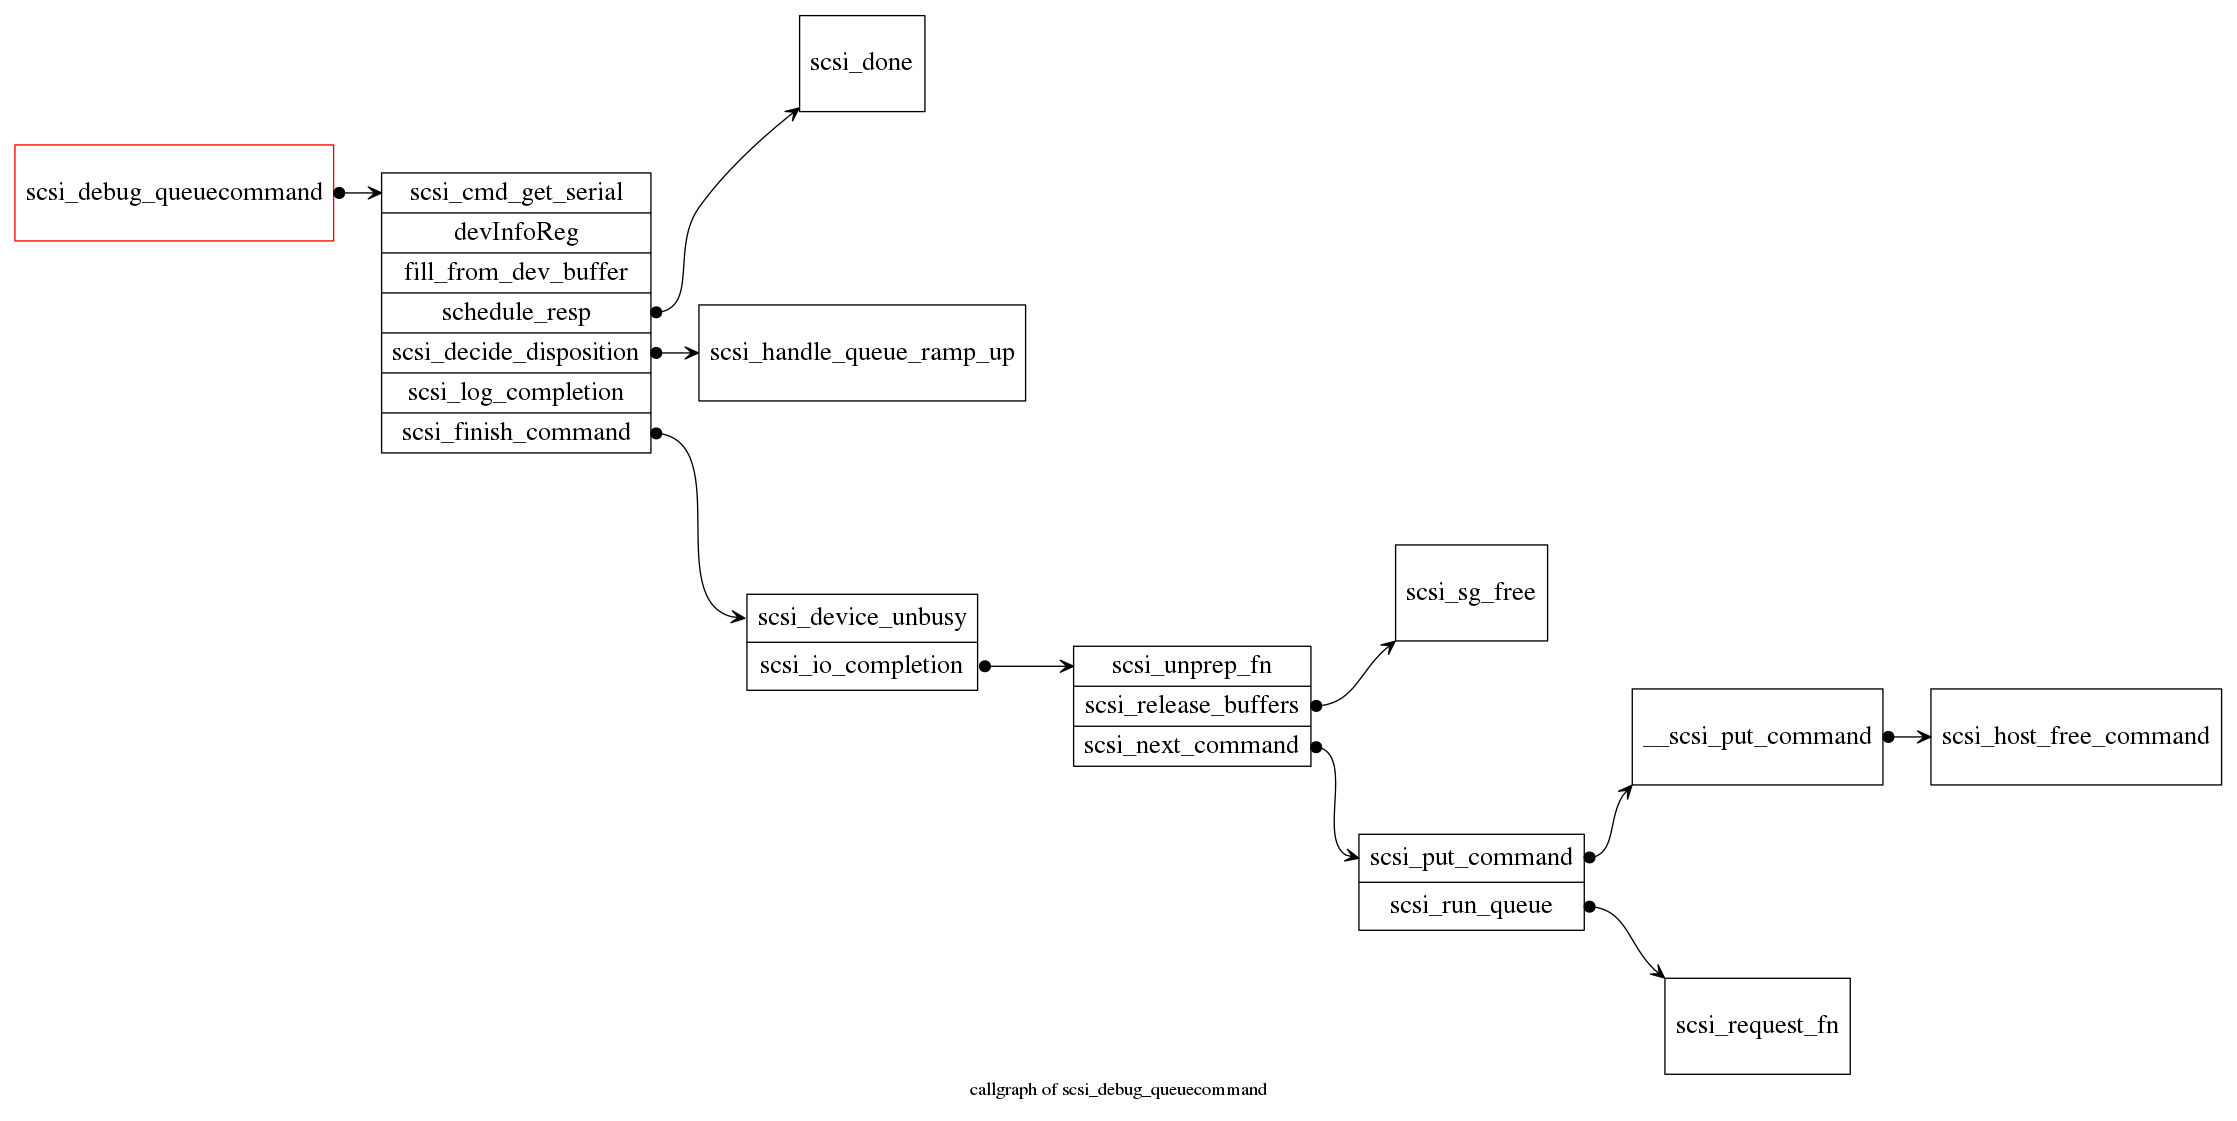 scsi_done
scsi_debug_queuecommand
scsi_cmd_get_serial
devInfoReg
fill_from_dev_buffer
schedule_resp
scsi_decide_disposition
scsi_log_completion
scsi_finish_command
scsi_handle_queue_ramp_up
scsi_device_unbusy
scsi_io_completion
scsi_unprep_fn
scsi_release_buffers
scsi_next_command
scsi_sg_free
scsi_put_command
scsi_run_queue
__scsi_put_command
scsi_host_free_command
scsi_request_fn
callgraph of scsi_debug_queuecommand